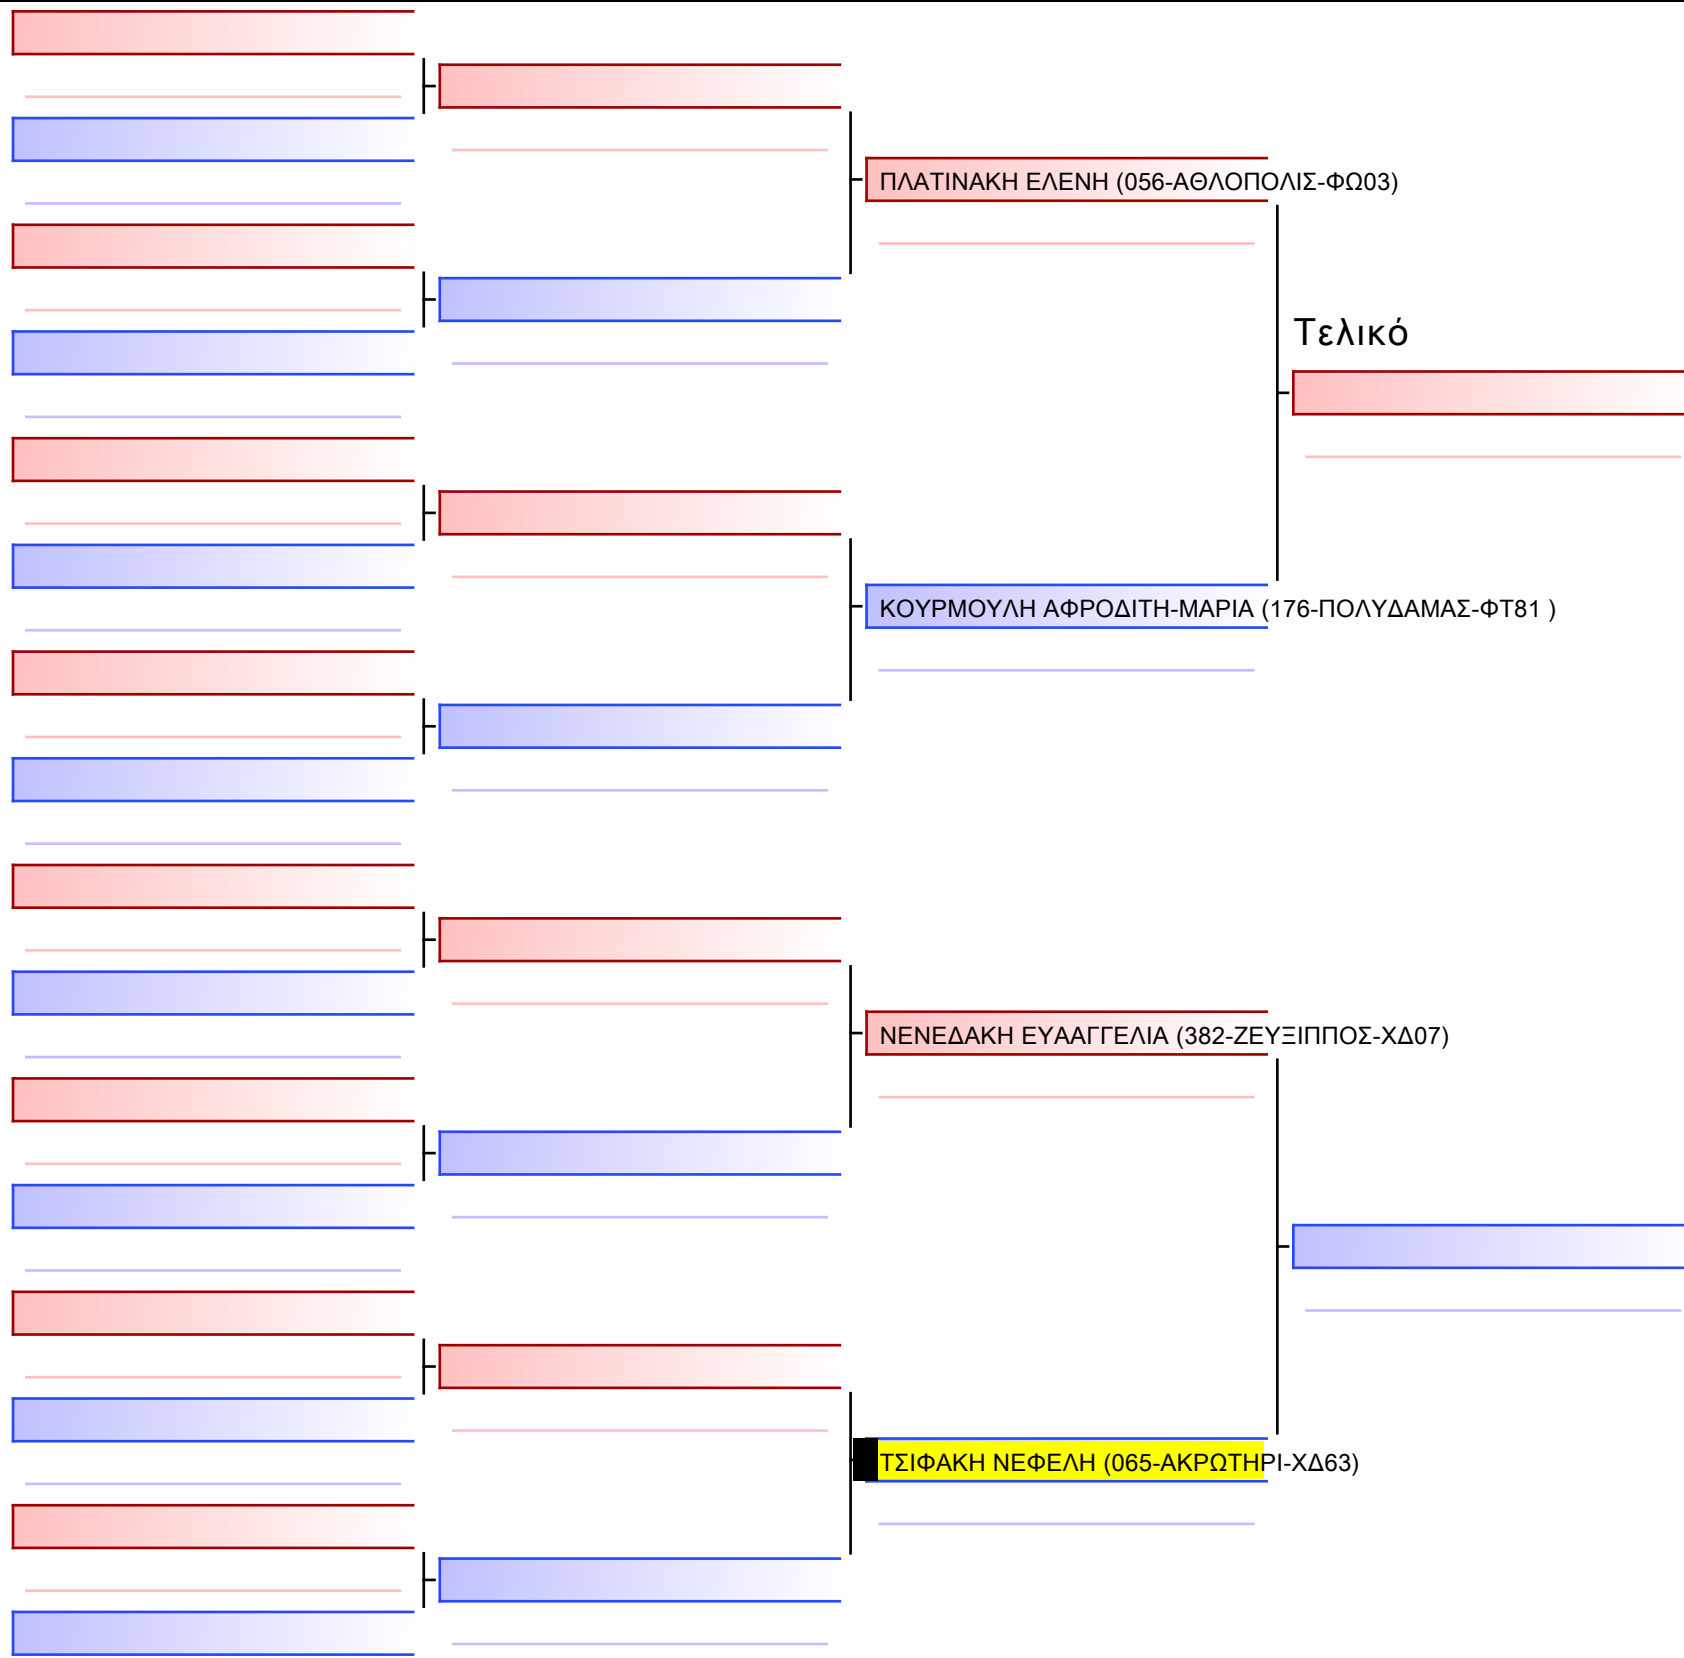 ΠΛΑΤΙΝΑΚΗ ΕΛΕΝΗ (056-ΑΘΛΟΠΟΛΙΣ-ΦΩ03)
Τελικό
ΚΟΥΡΜΟΥΛΗ ΑΦΡΟΔΙΤΗ-ΜΑΡΙΑ (176-ΠΟΛΥΔΑΜΑΣ-ΦΤ81 )
ΝΕΝΕΔΑΚΗ ΕΥΑΑΓΓΕΛΙΑ (382-ΖΕΥΞΙΠΠΟΣ-ΧΔ07)
ΤΣΙΦΑΚΗ ΝΕΦΕΛΗ (065-ΑΚΡΩΤΗΡΙ-ΧΔ63)